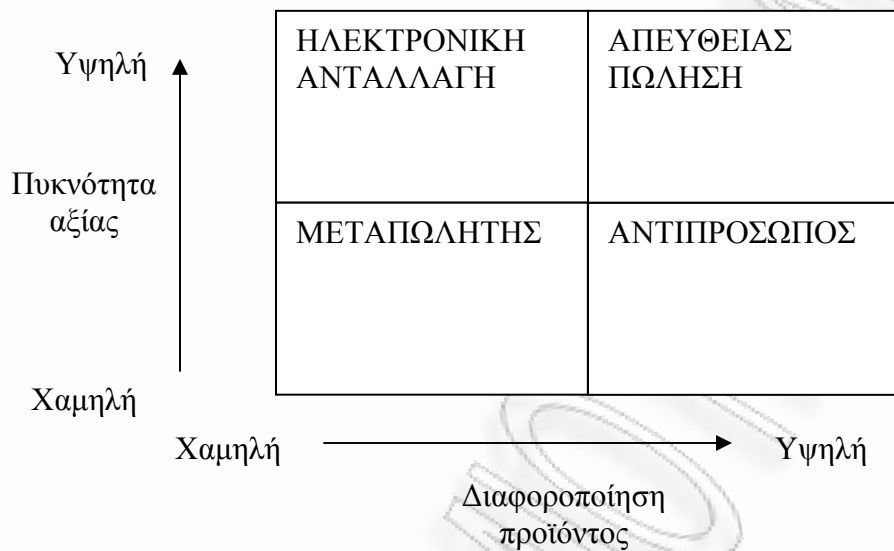 ΗΛΕΚΤΡΟΝΙΚΗ
ΑΝΤΑΛΛΑΓΗ
ΑΠΕΥΘΕΙΑΣ
ΠΩΛΗΣΗ
Υψηλή
Πυκνότητα
αξίας
ΜΕΤΑΠΩΛΗΤΗΣ
ΑΝΤΙΠΡΟΣΩΠΟΣ
Χαμηλή
Χαμηλή
Υψηλή
Διαφοροποίηση
προϊόντος